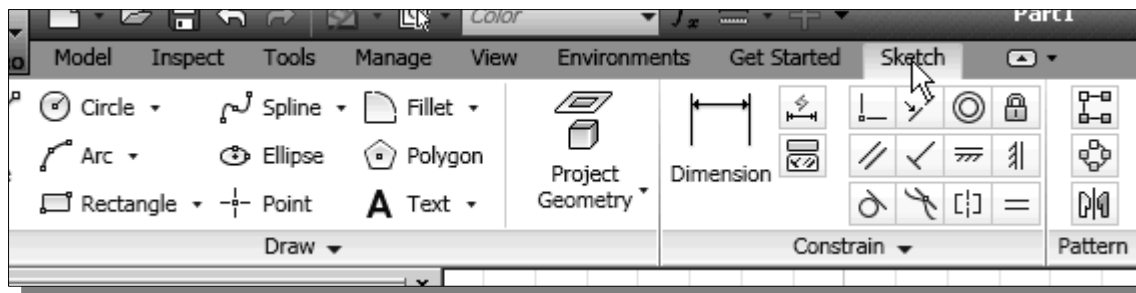 Color Part1
Model Inspect Tools Manage View Environments Get Started Sketch
Circle Spline Fillet
Arc Ellipse Polygon
Project
Geometry
Dimension
Rectangle Point A Text
Draw Constrain Pattern